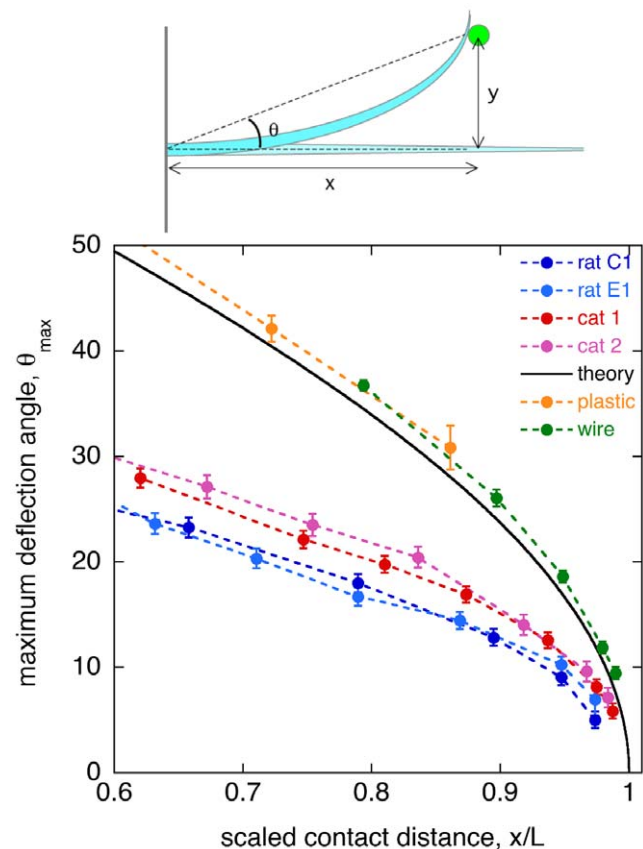 θ
y
x
50
40
30
20
10
0
maximum deflection angle, θmax
rat C1
rat E1
cat 1
cat 2
theory
plastic
wire
0.6 0.7 0.8 0.9 1
scaled contact distance, x/L